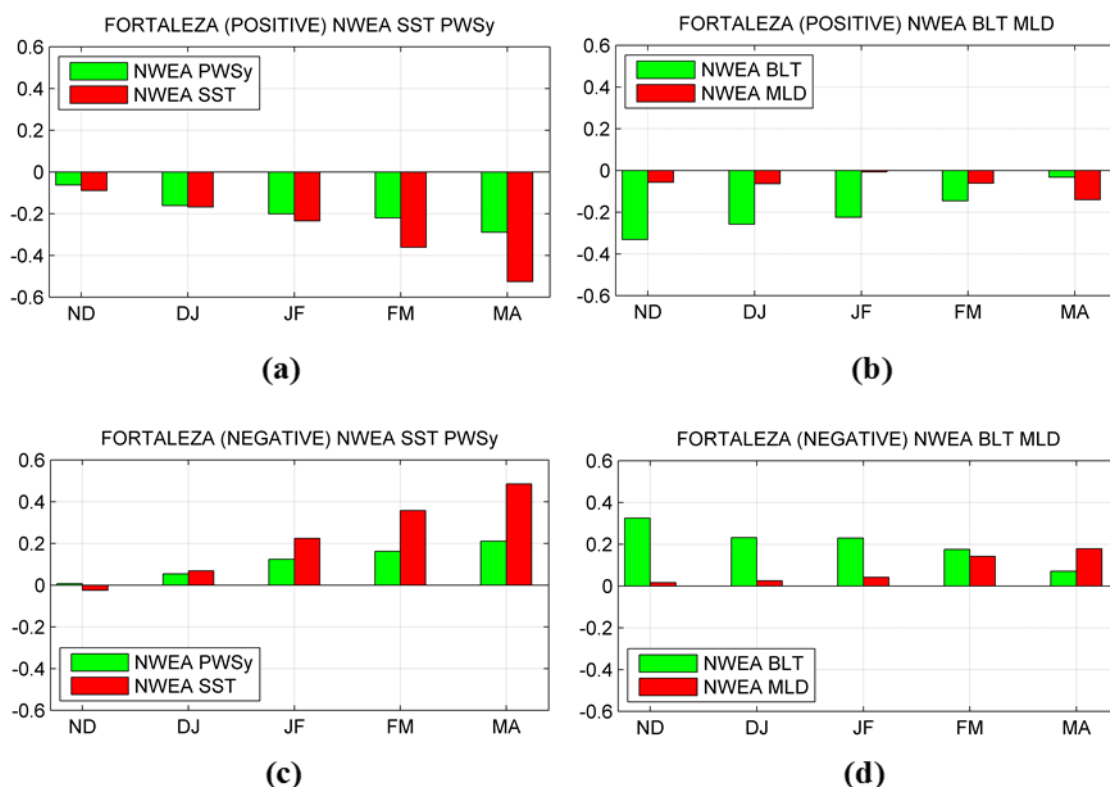 FORTALEZA (POSITIVE) NWEA SST PWSy
0.6
0.4
0.2
0
-0.2
-0.4
-0.6
NWEA PWSy
NWEA SST
ND DJ JF FM MA
(a)
FORTALEZA (POSITIVE) NWEA BLT MLD
0.6
0.4
0.2
0
-0.2
-0.4
-0.6
NWEA BLT
NWEA MLD
ND DJ JF FM MA
(b)
FORTALEZA (NEGATIVE) NWEA SST PWSy
0.6
0.4
0.2
0
-0.2
-0.4
-0.6
NWEA PWSy
NWEA SST
ND DJ JF FM MA
(c)
FORTALEZA (NEGATIVE) NWEA BLT MLD
0.6
0.4
0.2
0
-0.2
-0.4
-0.6
NWEA BLT
NWEA MLD
ND DJ JF FM MA
(d)